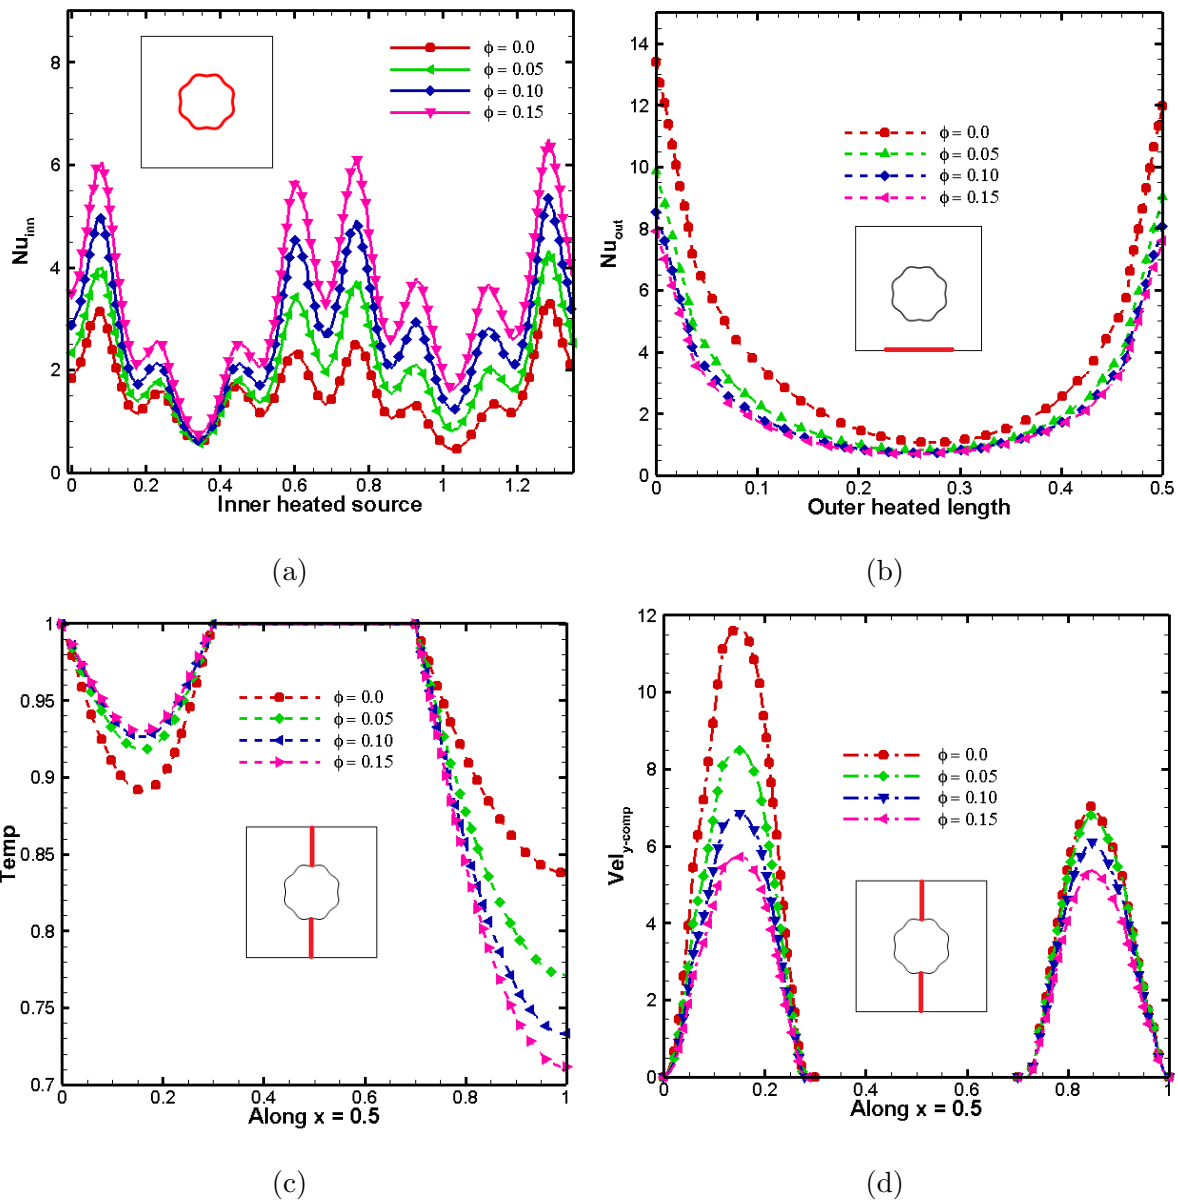 8
6
4
2
0
Nu_inn
ϕ = 0.0
ϕ = 0.05
ϕ = 0.10
ϕ = 0.15
0 0.2 0.4 0.6 0.8 1 1.2
Inner heated source
(a)
14
12
10
8
6
4
2
0
Nu_out
ϕ = 0.0
ϕ = 0.05
ϕ = 0.10
ϕ = 0.15
0 0.1 0.2 0.3 0.4 0.5
Outer heated length
(b)
1
0.95
0.9
0.85
0.8
0.75
0.7
Temp
ϕ = 0.0
ϕ = 0.05
ϕ = 0.10
ϕ = 0.15
0 0.2 0.4 0.6 0.8 1
Along x = 0.5
(c)
12
10
8
6
4
2
0
Vel_y-comp
ϕ = 0.0
ϕ = 0.05
ϕ = 0.10
ϕ = 0.15
0 0.2 0.4 0.6 0.8 1
Along x = 0.5
(d)